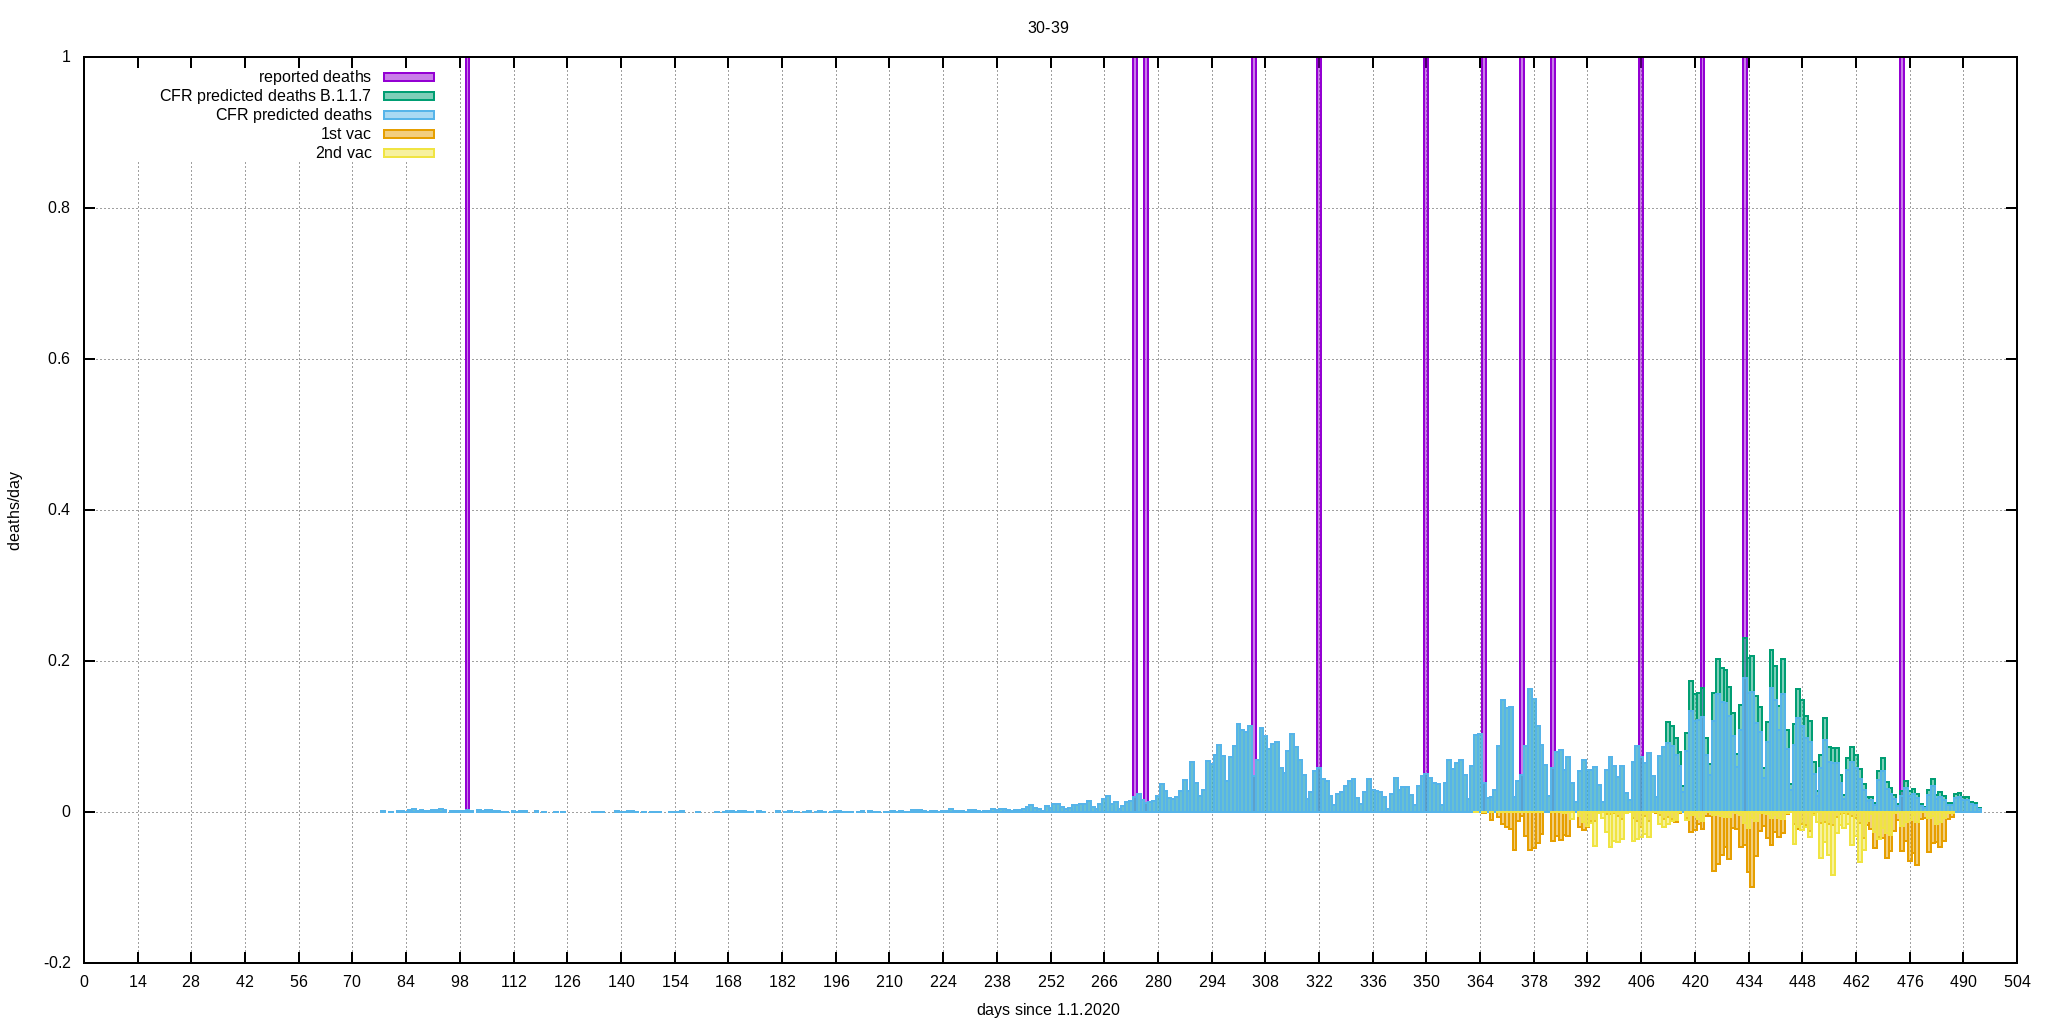 30-39
reported deaths
CFR predicted deaths B.1.1.7
CFR predicted deaths
1st vac
2nd vac
1
0.8
0.6
0.4
0.2
0
-0.2
deaths/day
0 14 28 42 56 70 84 98 112 126 140 154 168 182 196 210 224 238 252 266 280 294 308 322 336 350 364 378 392 406 420 434 448 462 476 490 504
days since 1.1.2020